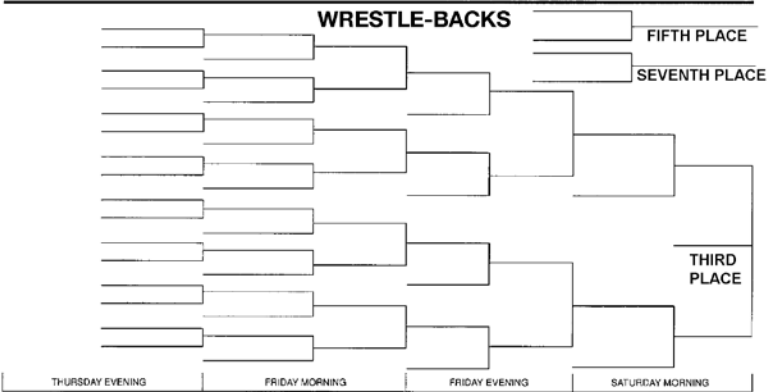 WRESTLE-BACKS
FIFTH PLACE
SEVENTH PLACE
THIRD
PLACE
THURSDAY EVENING
FRIDAY MORNING
FRIDAY EVENING
SATURDAY MORNING